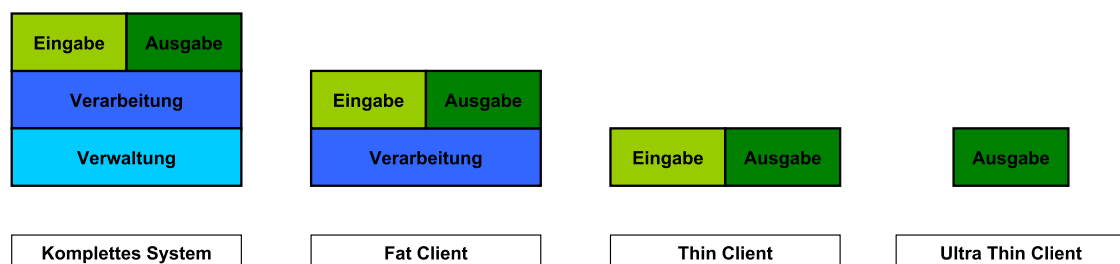 Eingabe Ausgabe
Verarbeitung
Verwaltung
Komplettes System
Eingabe Ausgabe
Verarbeitung
Fat Client
Eingabe Ausgabe
Thin Client
Ausgabe
Ultra Thin Client